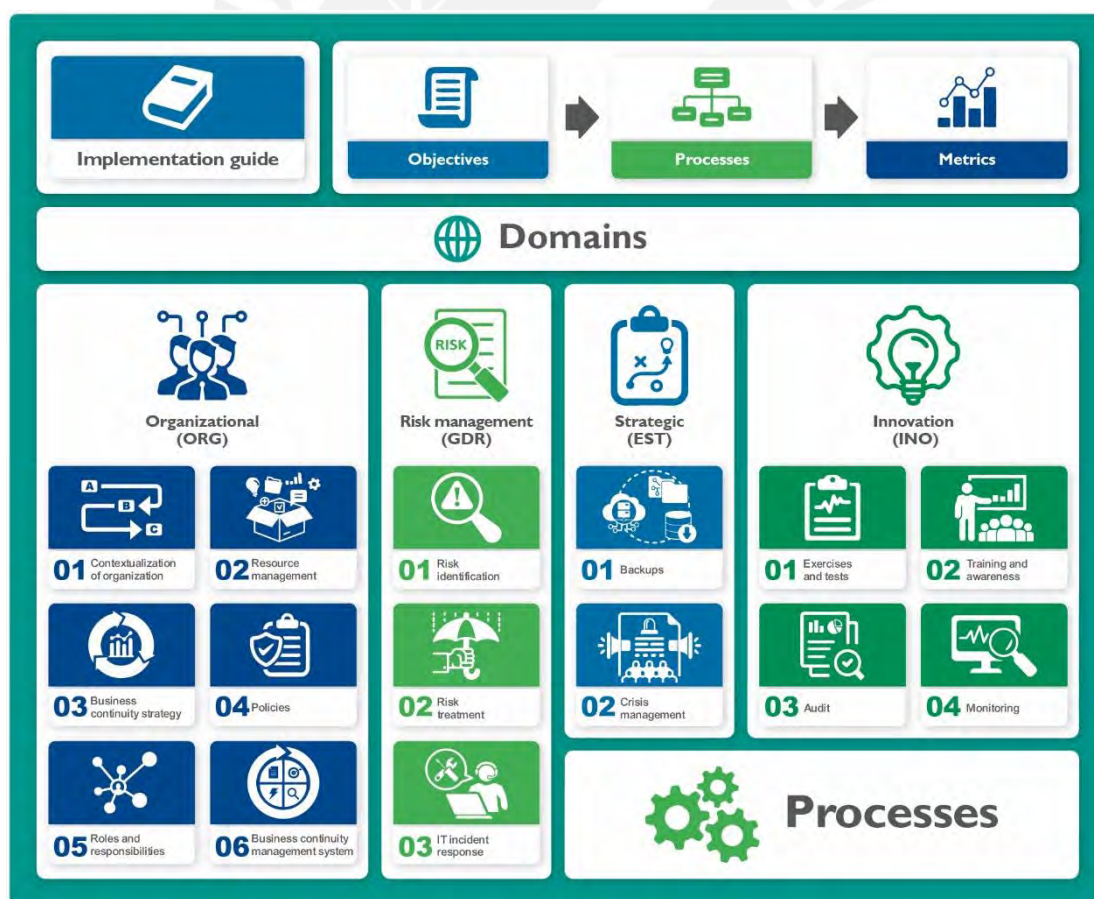 Implementation guide
Objectives
Processes
Metrics
Domains
Organizational
(ORG)
01 Contextualization
of organization
02 Resource
management
03 Business
continuity strategy
04 Policies
05 Roles and
responsibilities
06 Business continuity
management system
RISK
Risk management
(GDR)
01 Risk
identification
02 Risk
treatment
03 IT incident
response
Strategic
(EST)
01 Backups
02 Crisis
management
Innovation
(INO)
01 Exercises
and tests
02 Training and
awareness
03 Audit
04 Monitoring
Processes
A
B
C